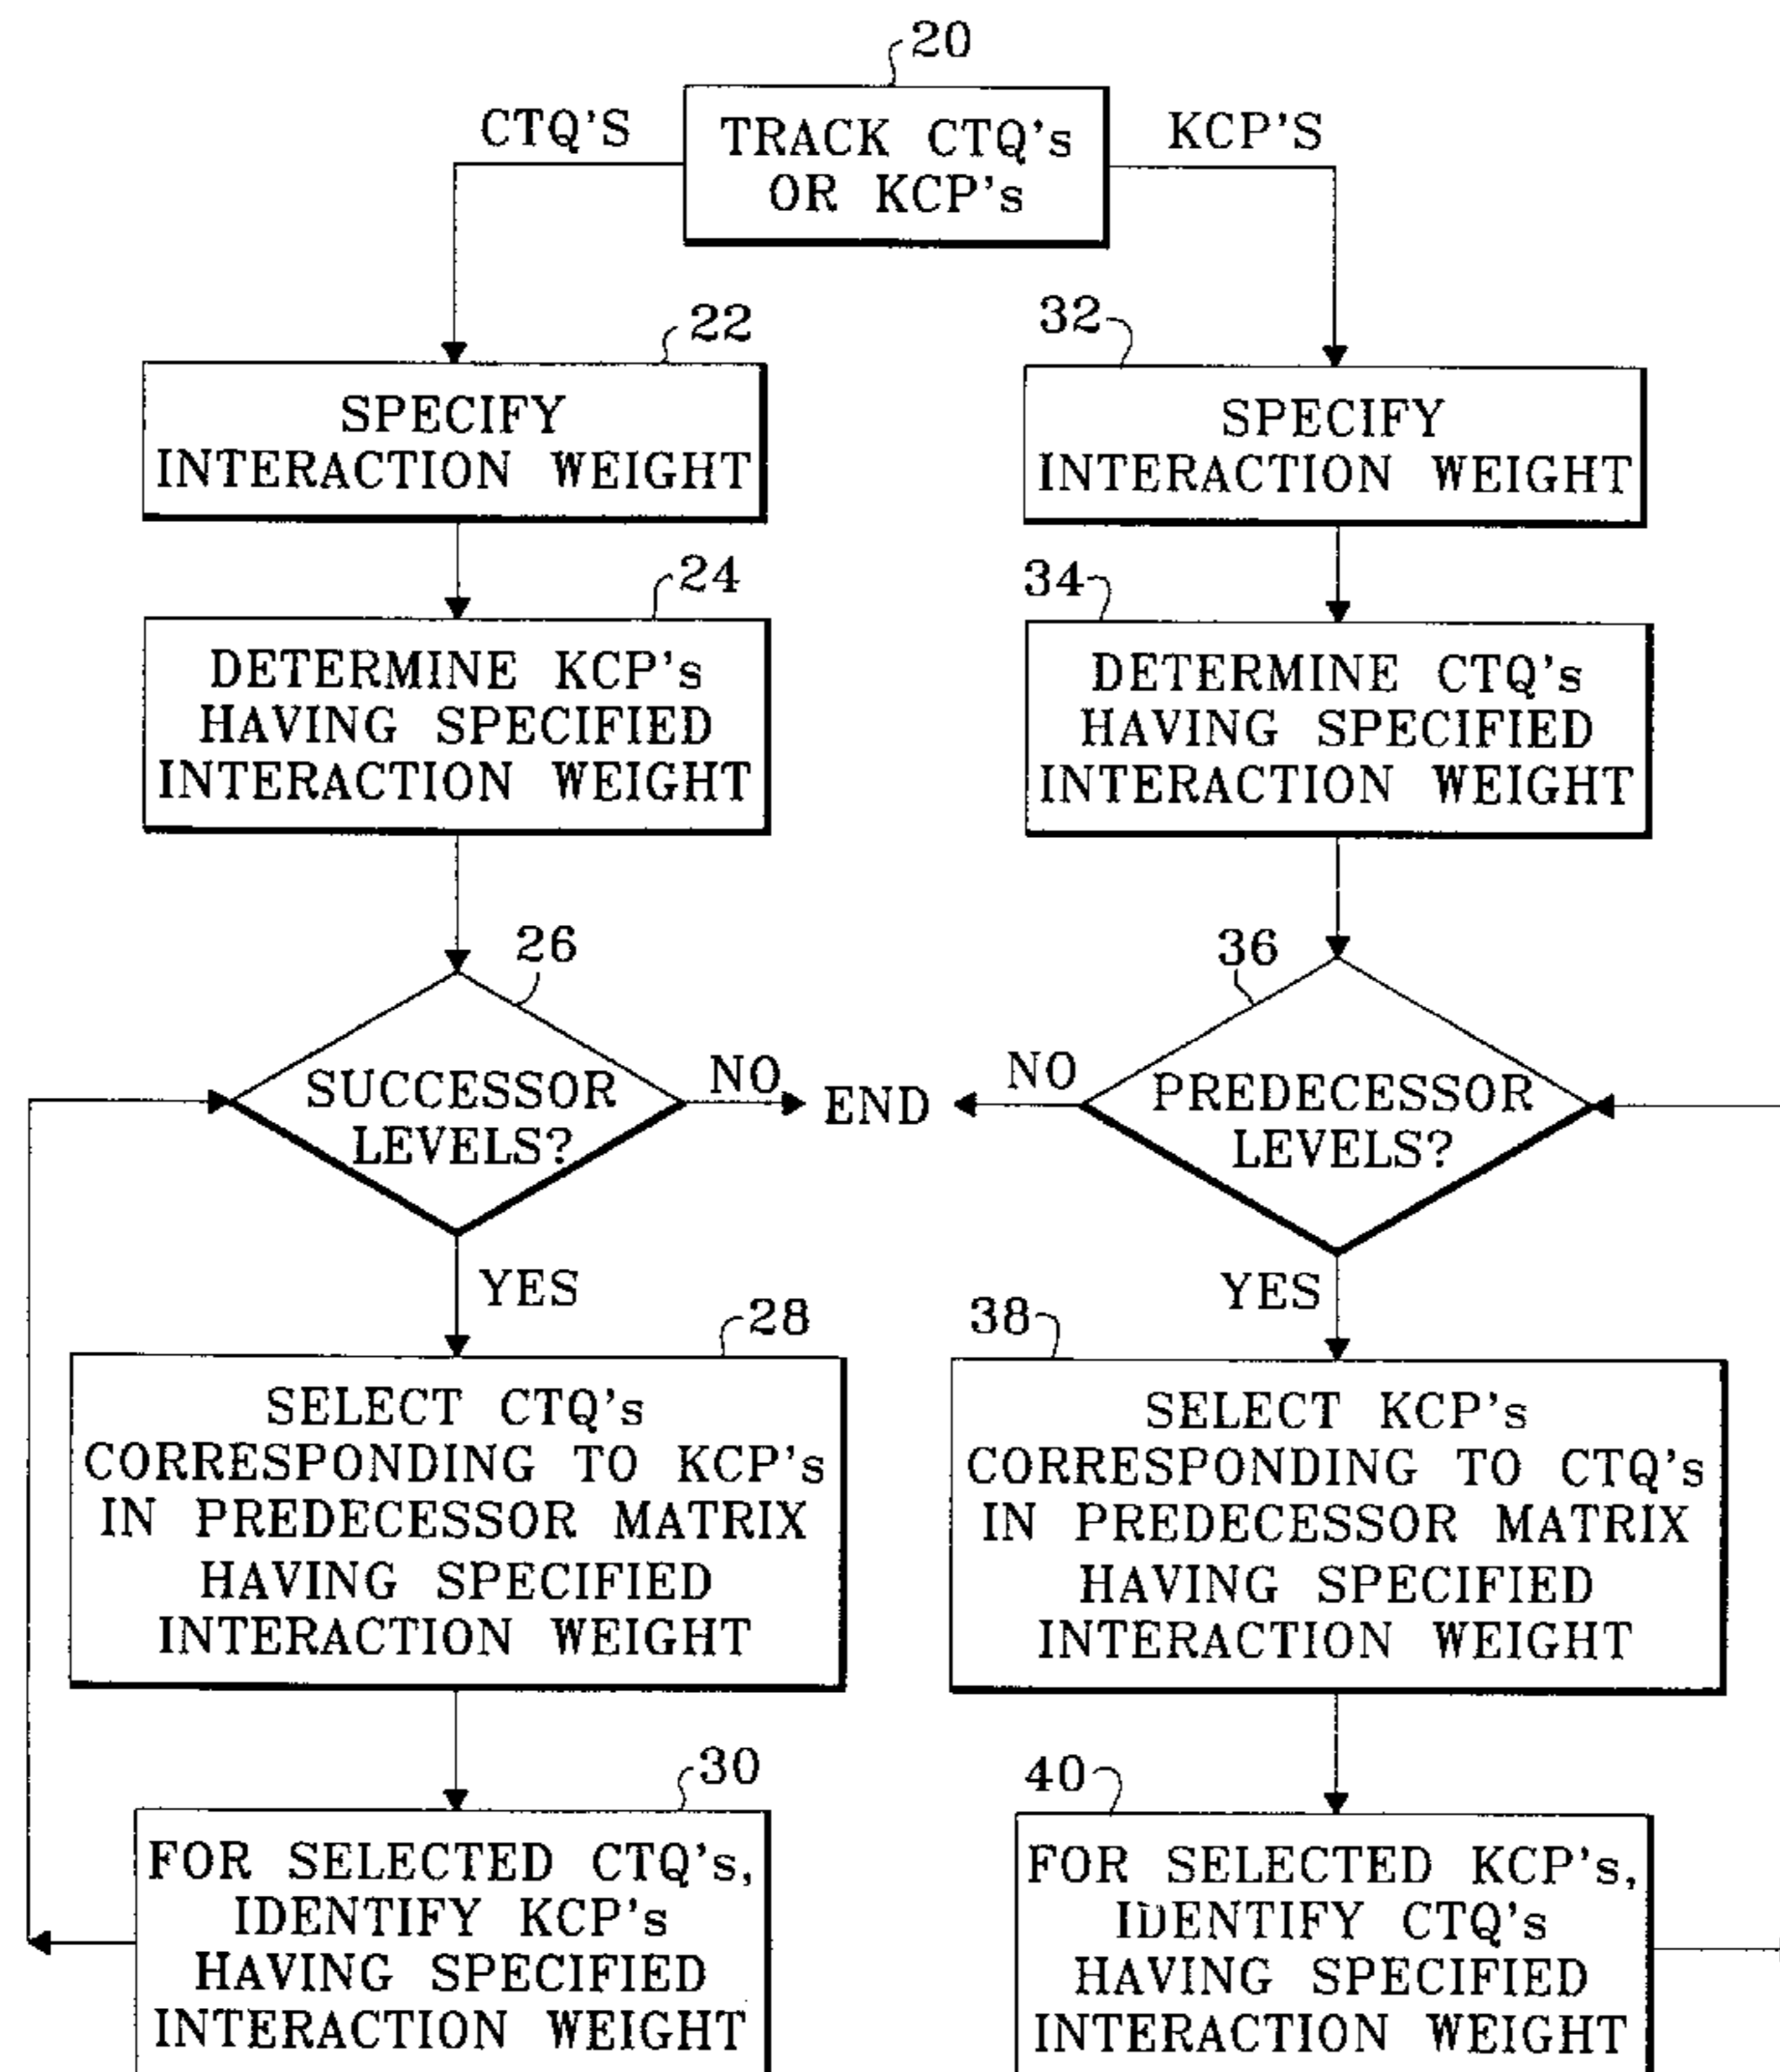 20
CTQ'S
TRACK CTQ's
OR KCP's
KCP'S
22
SPECIFY
INTERACTION WEIGHT
32
SPECIFY
INTERACTION WEIGHT
24
DETERMINE KCP's
HAVING SPECIFIED
INTERACTION WEIGHT
34
DETERMINE CTQ's
HAVING SPECIFIED
INTERACTION WEIGHT
26
SUCCESSOR
LEVELS?
NO
END
NO
36
PREDECESSOR
LEVELS?
YES
YES
28
SELECT CTQ's
CORRESPONDING TO KCP's
IN PREDECESSOR MATRIX
HAVING SPECIFIED
INTERACTION WEIGHT
38
SELECT KCP's
CORRESPONDING TO CTQ's
IN PREDECESSOR MATRIX
HAVING SPECIFIED
INTERACTION WEIGHT
30
FOR SELECTED CTQ's,
IDENTIFY KCP's
HAVING SPECIFIED
INTERACTION WEIGHT
40
FOR SELECTED KCP's,
IDENTIFY CTQ's
HAVING SPECIFIED
INTERACTION WEIGHT